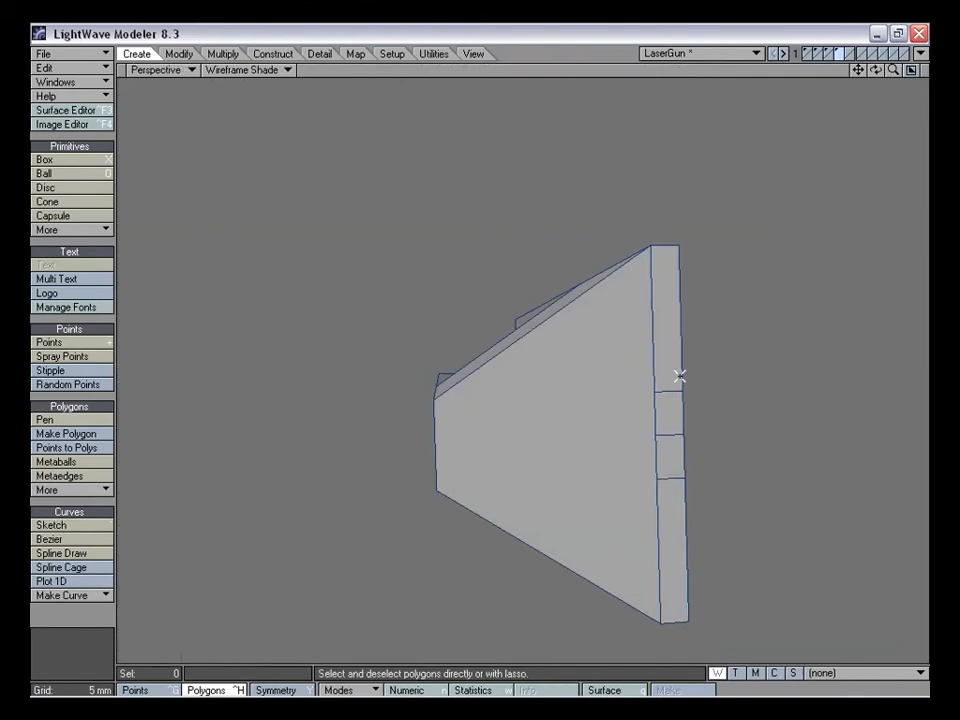 LightWave Modeler 8.3
File Create Modify Multiply Construct Detail Map Setup Utilities View LaserGun * 1
Edit Perspective Wireframe Shade
Windows
Help
Surface Editor F3
Image Editor ^F4
Primitives
Box X
Ball O
Disc
Cone
Capsule
More
Text
Text
Multi Text
Logo
Manage Fonts
Points
Points +
Spray Points
Stipple
Random Points
Polygons
Pen
Make Polygon
Points to Polys
Metaballs
Metaedges
More
Curves
Sketch
Bezier
Spline Draw
Spline Cage
Plot 1D
Make Curve
Sel: 0 Select and deselect polygons directly or with lasso. W T M C S (none)
Grid: 5 mm Points ^G Polygons ^H Symmetry Y Modes Numeric n Statistics w Info Surface q Make